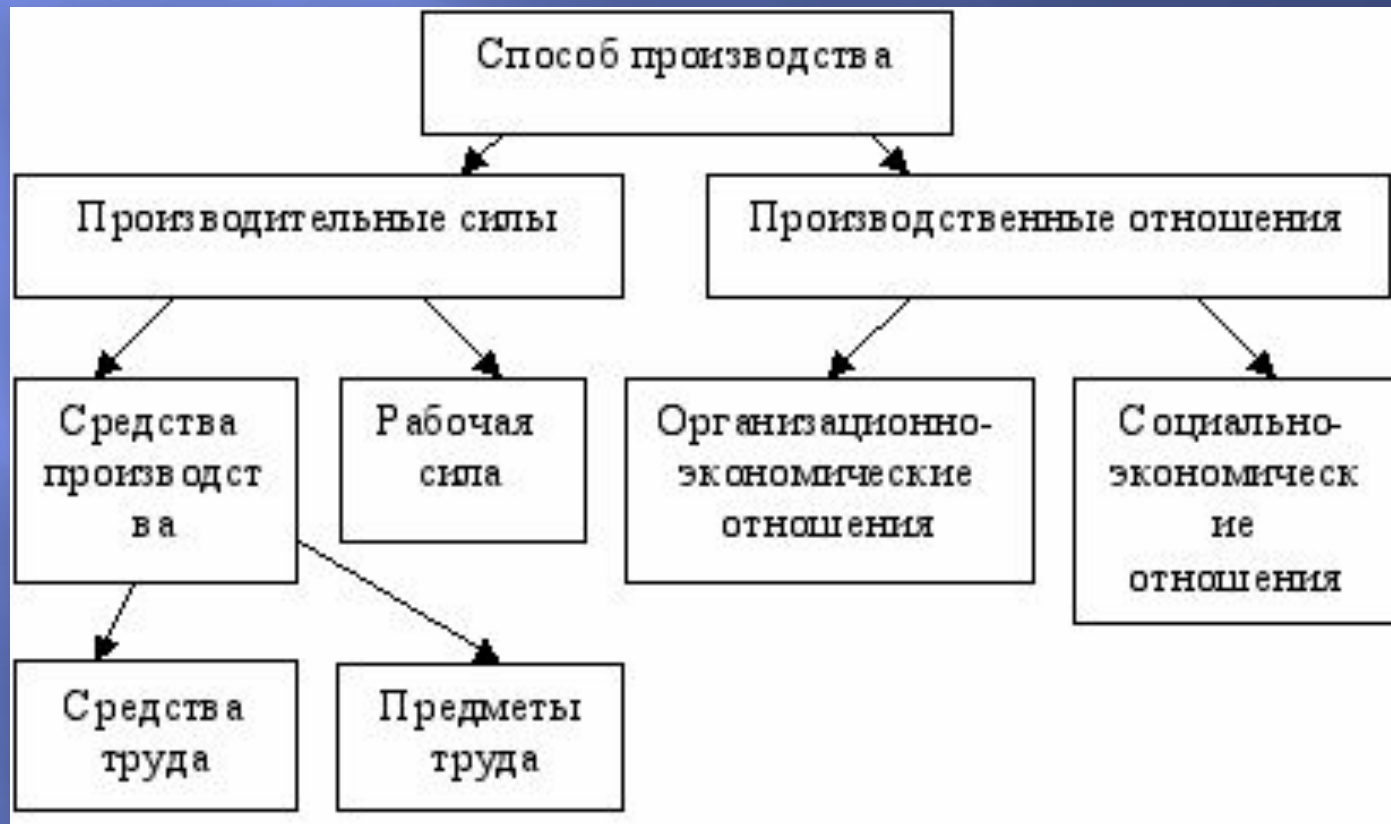 Способ производства
Производительные силы
Производственные отношения
Средства
производст
ва
Рабочая
сила
Организационно-
экономические
отношения
Социально-
экономическ
ие
отношения
Средства
труда
Предметы
труда